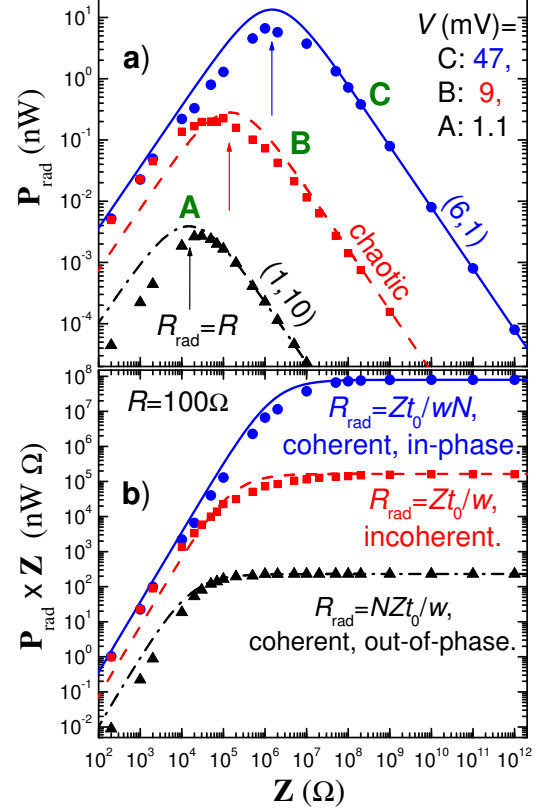 a)
V (mV)=
C: 47,
B: 9,
A: 1.1
C
B
A
(6,1)
chaotic
(1,10)
R_rad=R
P_rad (nW)
10^1
10^0
10^-1
10^-2
10^-3
10^-4
b)
R=100Ω
R_rad=Zt_0/wN,
coherent, in-phase.
R_rad=Zt_0/w,
incoherent.
R_rad=NZt_0/w,
coherent, out-of-phase.
P_rad x Z (nW Ω)
10^8
10^7
10^6
10^5
10^4
10^3
10^2
10^1
10^0
10^-1
10^-2
10^2 10^3 10^4 10^5 10^6 10^7 10^8 10^9 10^10 10^11 10^12
Z (Ω)